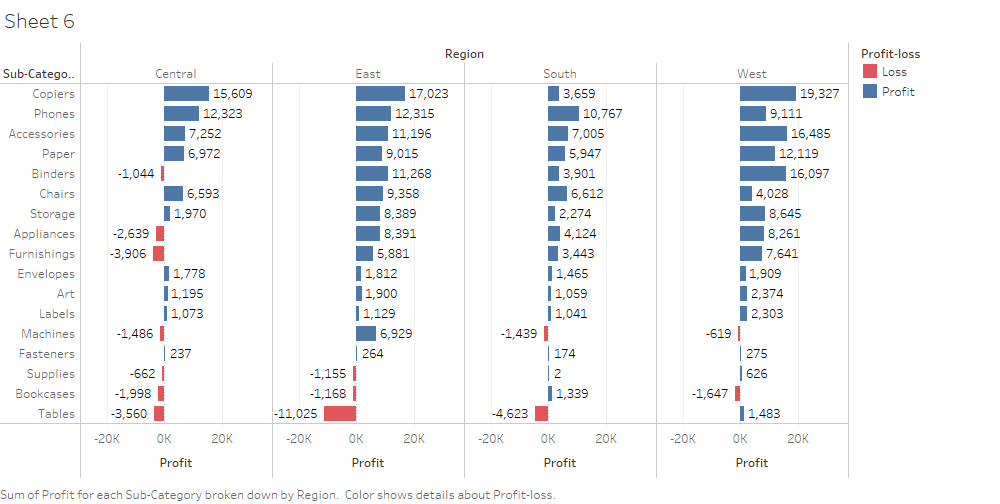 Sheet 6
Region
Sub-Catego.. Central East South West
Copiers 15,609 17,023 3,659 19,327
Phones 12,323 12,315 10,767 9,111
Accessories 7,252 11,196 7,005 16,485
Paper 6,972 9,015 5,947 12,119
Binders -1,044 11,268 3,901 16,097
Chairs 6,593 9,358 6,612 4,028
Storage 1,970 8,389 2,274 8,645
Appliances -2,639 8,391 4,124 8,261
Furnishings -3,906 5,881 3,443 7,641
Envelopes 1,778 1,812 1,465 1,909
Art 1,195 1,900 1,059 2,374
Labels 1,073 1,129 1,041 2,303
Machines -1,486 6,929 -1,439 -619
Fasteners 237 264 174 275
Supplies -662 -1,155 2 626
Bookcases -1,998 -1,168 1,339 -1,647
Tables -3,560 -11,025 -4,623 1,483
-20K 0K 20K -20K 0K 20K -20K 0K 20K -20K 0K 20K
Profit Profit Profit Profit
Profit-loss
Loss
Profit
Sum of Profit for each Sub-Category broken down by Region. Color shows details about Profit-loss.